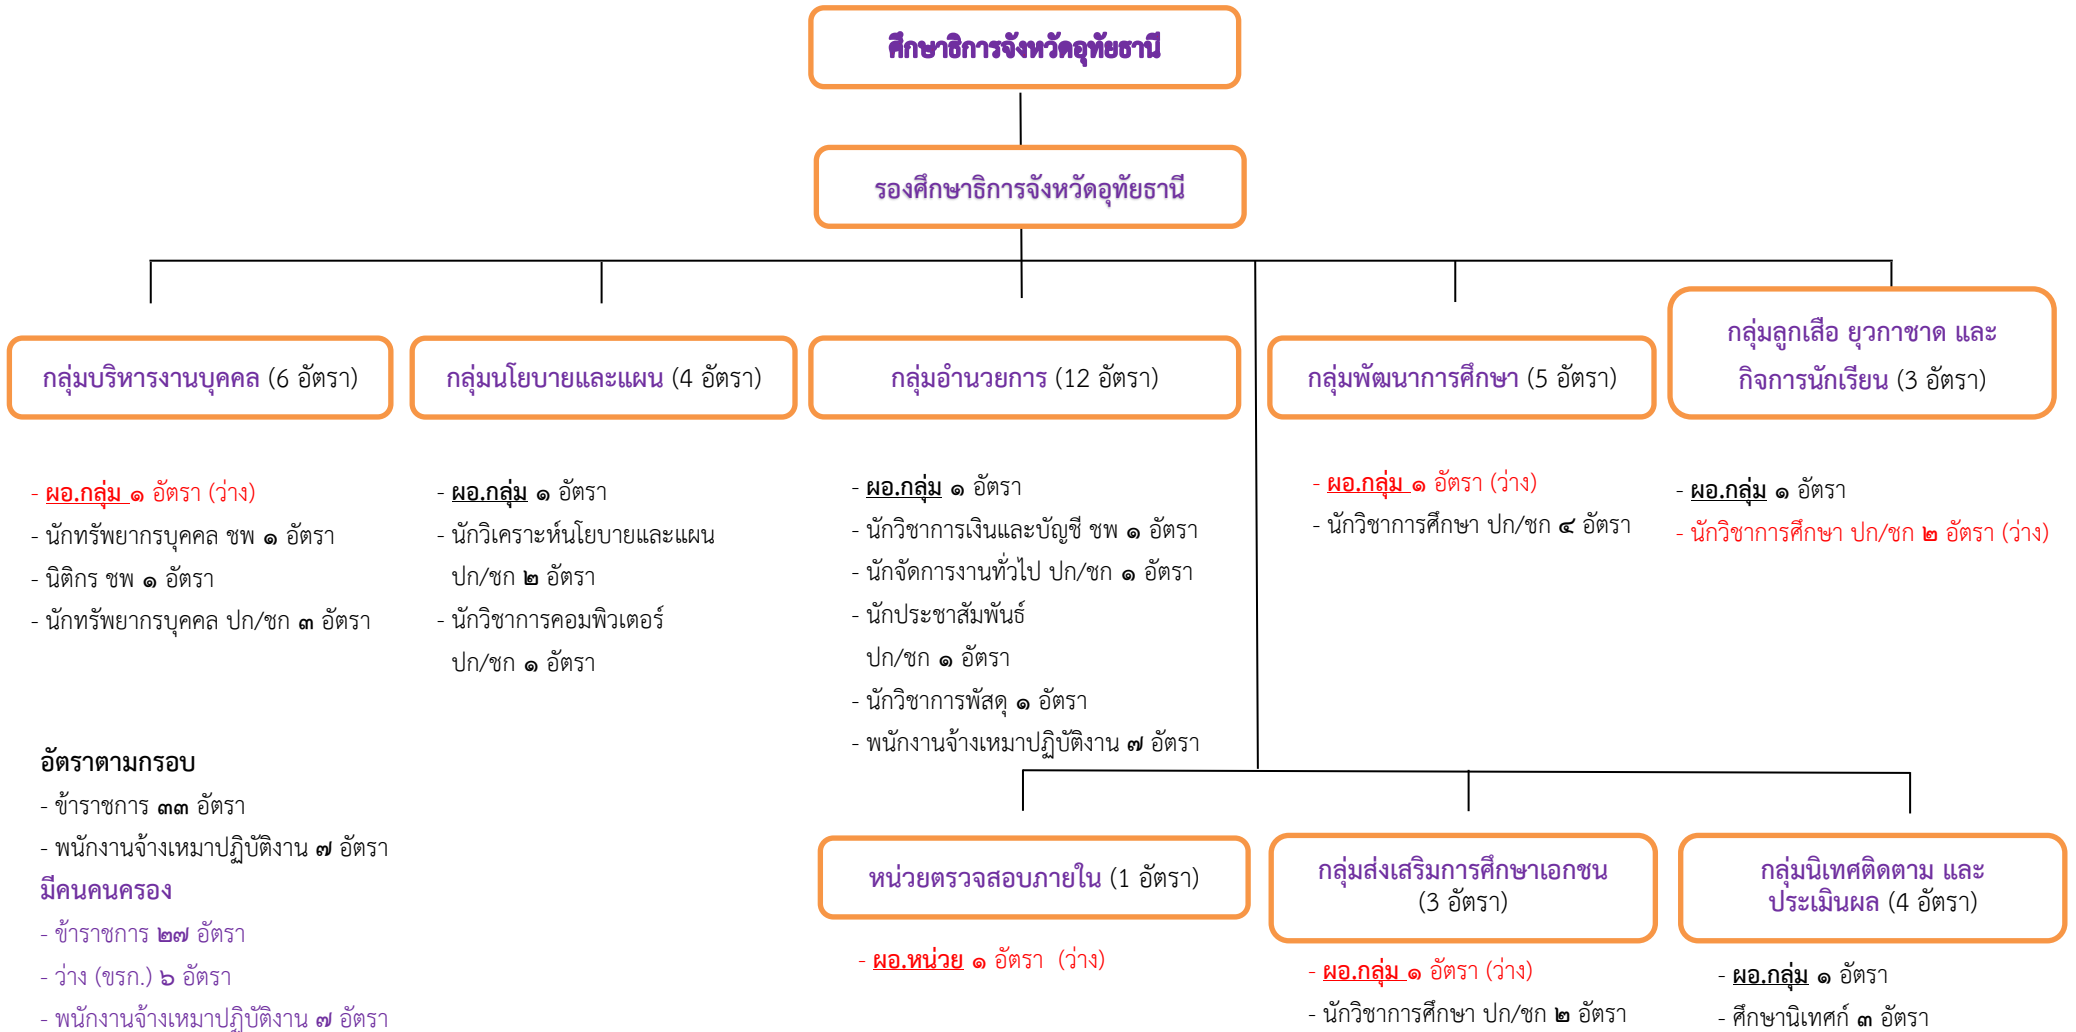 ศึกษาธิการจังหวัดอุทัยธานี
รองศึกษาธิการจังหวัดอุทัยธานี
กลุ่มบริหารงานบุคคล (6 อัตรา)
- ผอ.กลุ่ม ๑ อัตรา (ว่าง)
- นักทรัพยากรบุคคล ชพ ๑ อัตรา
- นิติกร ชพ ๑ อัตรา
- นักทรัพยากรบุคคล ปก/ชก ๓ อัตรา
กลุ่มนโยบายและแผน (4 อัตรา)
- ผอ.กลุ่ม ๑ อัตรา
- นักวิเคราะห์นโยบายและแผน
ปก/ชก ๒ อัตรา
- นักวิชาการคอมพิวเตอร์
ปก/ชก ๑ อัตรา
กลุ่มอำนวยการ (12 อัตรา)
- ผอ.กลุ่ม ๑ อัตรา
- นักวิชาการเงินและบัญชี ชพ ๑ อัตรา
- นักจัดการงานทั่วไป ปก/ชก ๑ อัตรา
- นักประชาสัมพันธ์
ปก/ชก ๑ อัตรา
- นักวิชาการพัสดุ ๑ อัตรา
- พนักงานจ้างเหมาปฏิบัติงาน ๗ อัตรา
กลุ่มพัฒนาการศึกษา (5 อัตรา)
- ผอ.กลุ่ม ๑ อัตรา (ว่าง)
- นักวิชาการศึกษา ปก/ชก ๔ อัตรา
กลุ่มลูกเสือ ยุวกาชาด และ
กิจการนักเรียน (3 อัตรา)
- ผอ.กลุ่ม ๑ อัตรา
- นักวิชาการศึกษา ปก/ชก ๒ อัตรา (ว่าง)
อัตราตามกรอบ
- ข้าราชการ ๓๓ อัตรา
- พนักงานจ้างเหมาปฏิบัติงาน ๗ อัตรา
มีคนคนครอง
- ข้าราชการ ๒๗ อัตรา
- ว่าง (ขรก.) ๖ อัตรา
- พนักงานจ้างเหมาปฏิบัติงาน ๗ อัตรา
หน่วยตรวจสอบภายใน (1 อัตรา)
- ผอ.หน่วย ๑ อัตรา (ว่าง)
กลุ่มส่งเสริมการศึกษาเอกชน
(3 อัตรา)
- ผอ.กลุ่ม ๑ อัตรา (ว่าง)
- นักวิชาการศึกษา ปก/ชก ๒ อัตรา
กลุ่มนิเทศติดตาม และ
ประเมินผล (4 อัตรา)
- ผอ.กลุ่ม ๑ อัตรา
- ศึกษานิเทศก์ ๓ อัตรา